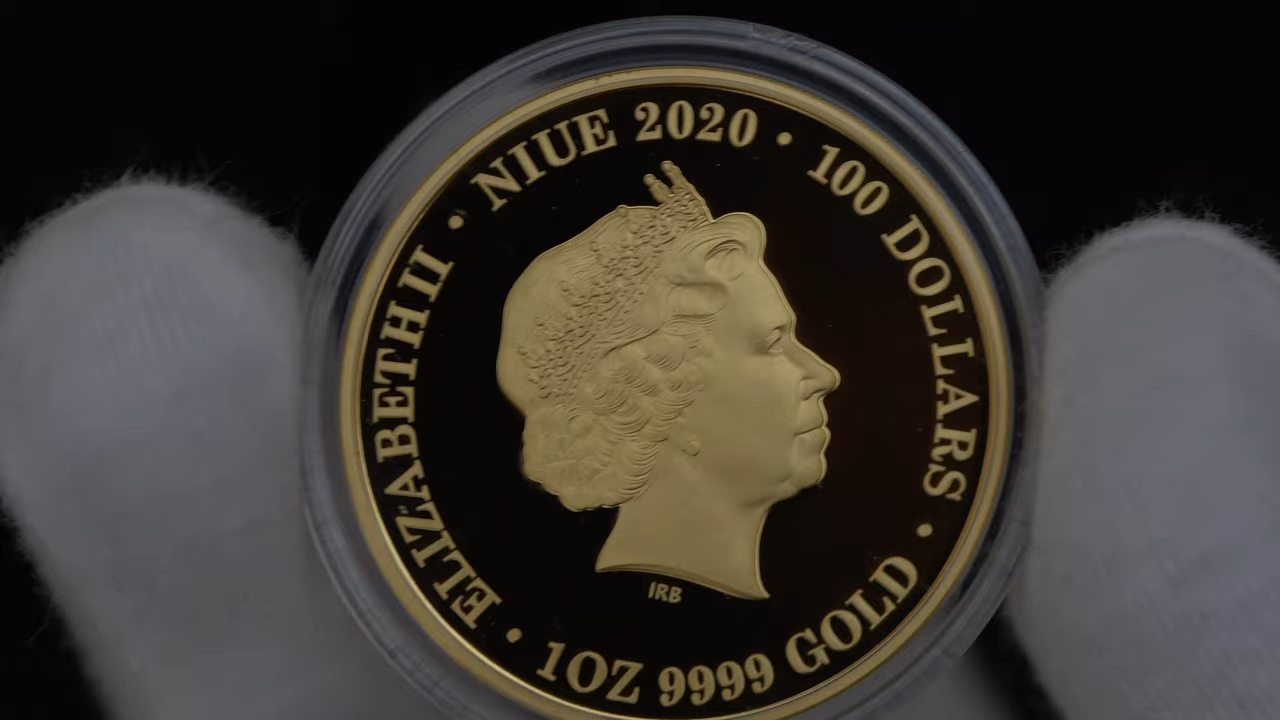 ELIZABETH II • NIUE 2020 • 100 DOLLARS • 1OZ 9999 GOLD •
IRB